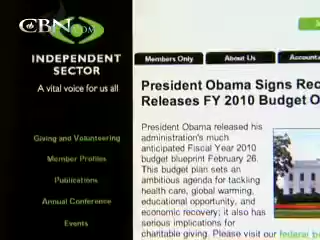 CBN.COM
INDEPENDENT
SECTOR
A vital voice for us all
Members Only
About Us
President Obama Signs
Releases FY 2010 Budget
President Obama released his
administration's much
anticipated Fiscal Year 2010
budget blueprint February 26.
This budget plan sets an
ambitious agenda for tackling
health care, global warming,
educational opportunity, and
economic recovery; it also has
serious implications for
charitable giving. Please visit our
Giving and Volunteering
Member Profiles
Publications
Annual Conference
Events